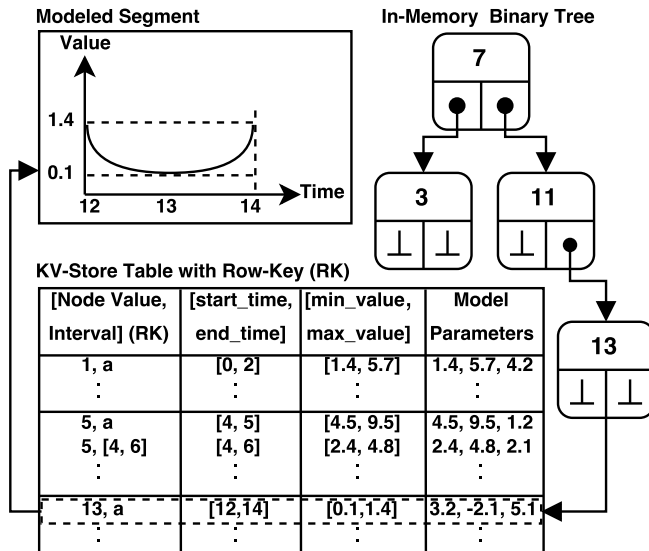 Modeled Segment
In-Memory Binary Tree
Value
1.4
0.1
Time
12 13 14
7
3
11
⊥ ⊥
⊥
13
⊥ ⊥
KV-Store Table with Row-Key (RK)
[Node Value, Interval] (RK) [start_time, end_time] [min_value, max_value] Model Parameters
1, a [0, 2] [1.4, 5.7] 1.4, 5.7, 4.2
: : : :
5, a [4, 5] [4.5, 9.5] 4.5, 9.5, 1.2
5, [4, 6] [4, 6] [2.4, 4.8] 2.4, 4.8, 2.1
: : : :
13, a [12,14] [0.1,1.4] 3.2, -2.1, 5.1
: : : :